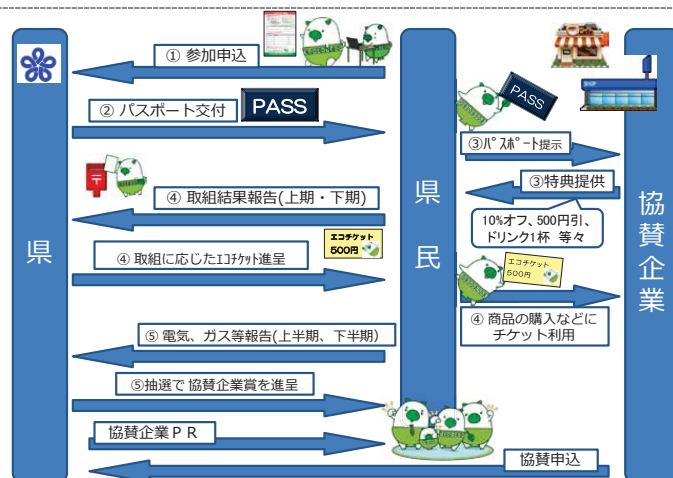 ① 参加申込
② パスポート交付
PASS
PASS
SHOP
③パスポート提示
③特典提供
10%オフ、500円引、
ドリンク1杯 等々
〒
④ 取組結果報告(上期・下期)
エコチケット
500円
④ 取組に応じたエコチケット進呈
エコチケット
500円
④ 商品の購入などに
チケット利用
県
県民
協賛企業
⑤ 電気、ガス等報告(上半期、下半期)
⑤抽選で 協賛企業賞を進呈
協賛企業PR
協賛申込